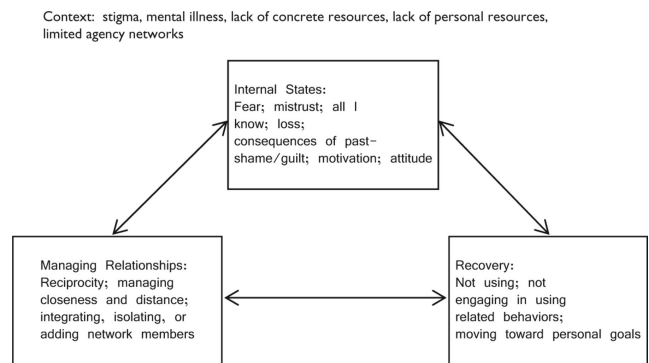 Context: stigma, mental illness, lack of concrete resources, lack of personal resources,
limited agency networks
Internal States:
Fear; mistrust; all I
know; loss;
consequences of past-
shame/guilt; motivation; attitude
Managing Relationships:
Reciprocity; managing
closeness and distance;
integrating, isolating, or
adding network members
Recovery:
Not using; not
engaging in using
related behaviors;
moving toward personal goals